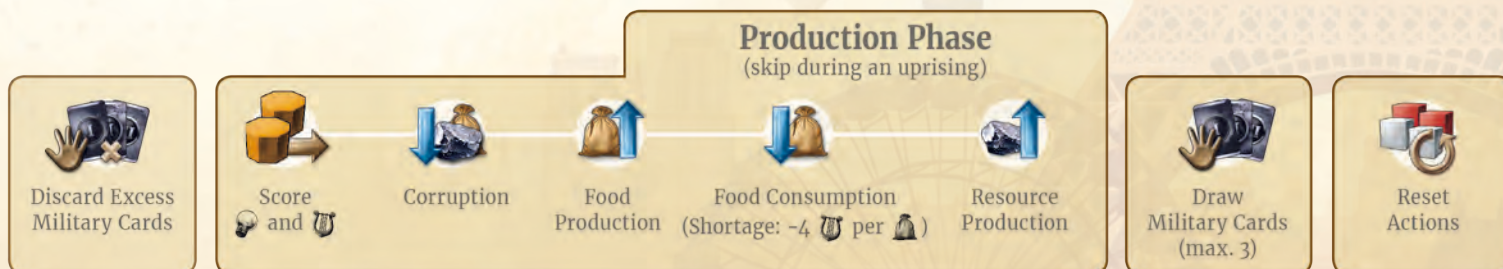 Production Phase
(skip during an uprising)
Discard Excess
Military Cards
Score
and
Corruption
Food
Production
Food Consumption
(Shortage: -4 per )
Resource
Production
Draw
Military Cards
(max. 3)
Reset
Actions